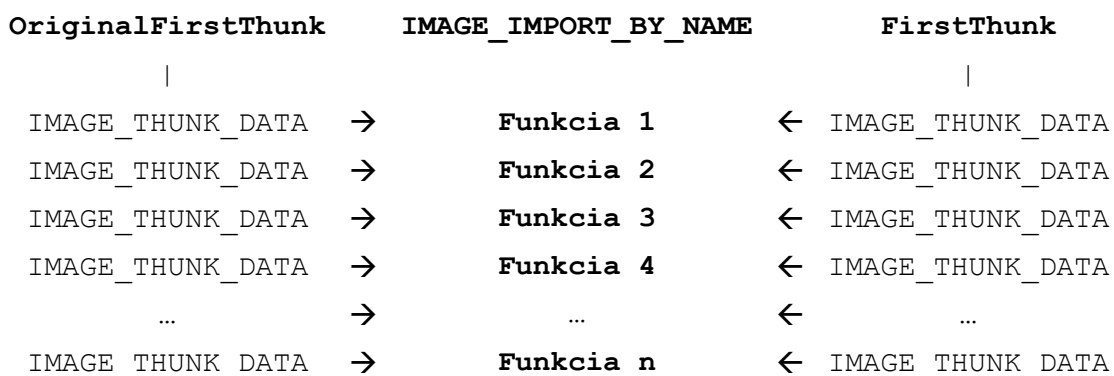 OriginalFirstThunk IMAGE_IMPORT_BY_NAME FirstThunk
| |
IMAGE_THUNK_DATA → Funkcia 1 ← IMAGE_THUNK_DATA
IMAGE_THUNK_DATA → Funkcia 2 ← IMAGE_THUNK_DATA
IMAGE_THUNK_DATA → Funkcia 3 ← IMAGE_THUNK_DATA
IMAGE_THUNK_DATA → Funkcia 4 ← IMAGE_THUNK_DATA
… → … ← …
IMAGE_THUNK_DATA → Funkcia n ← IMAGE_THUNK_DATA